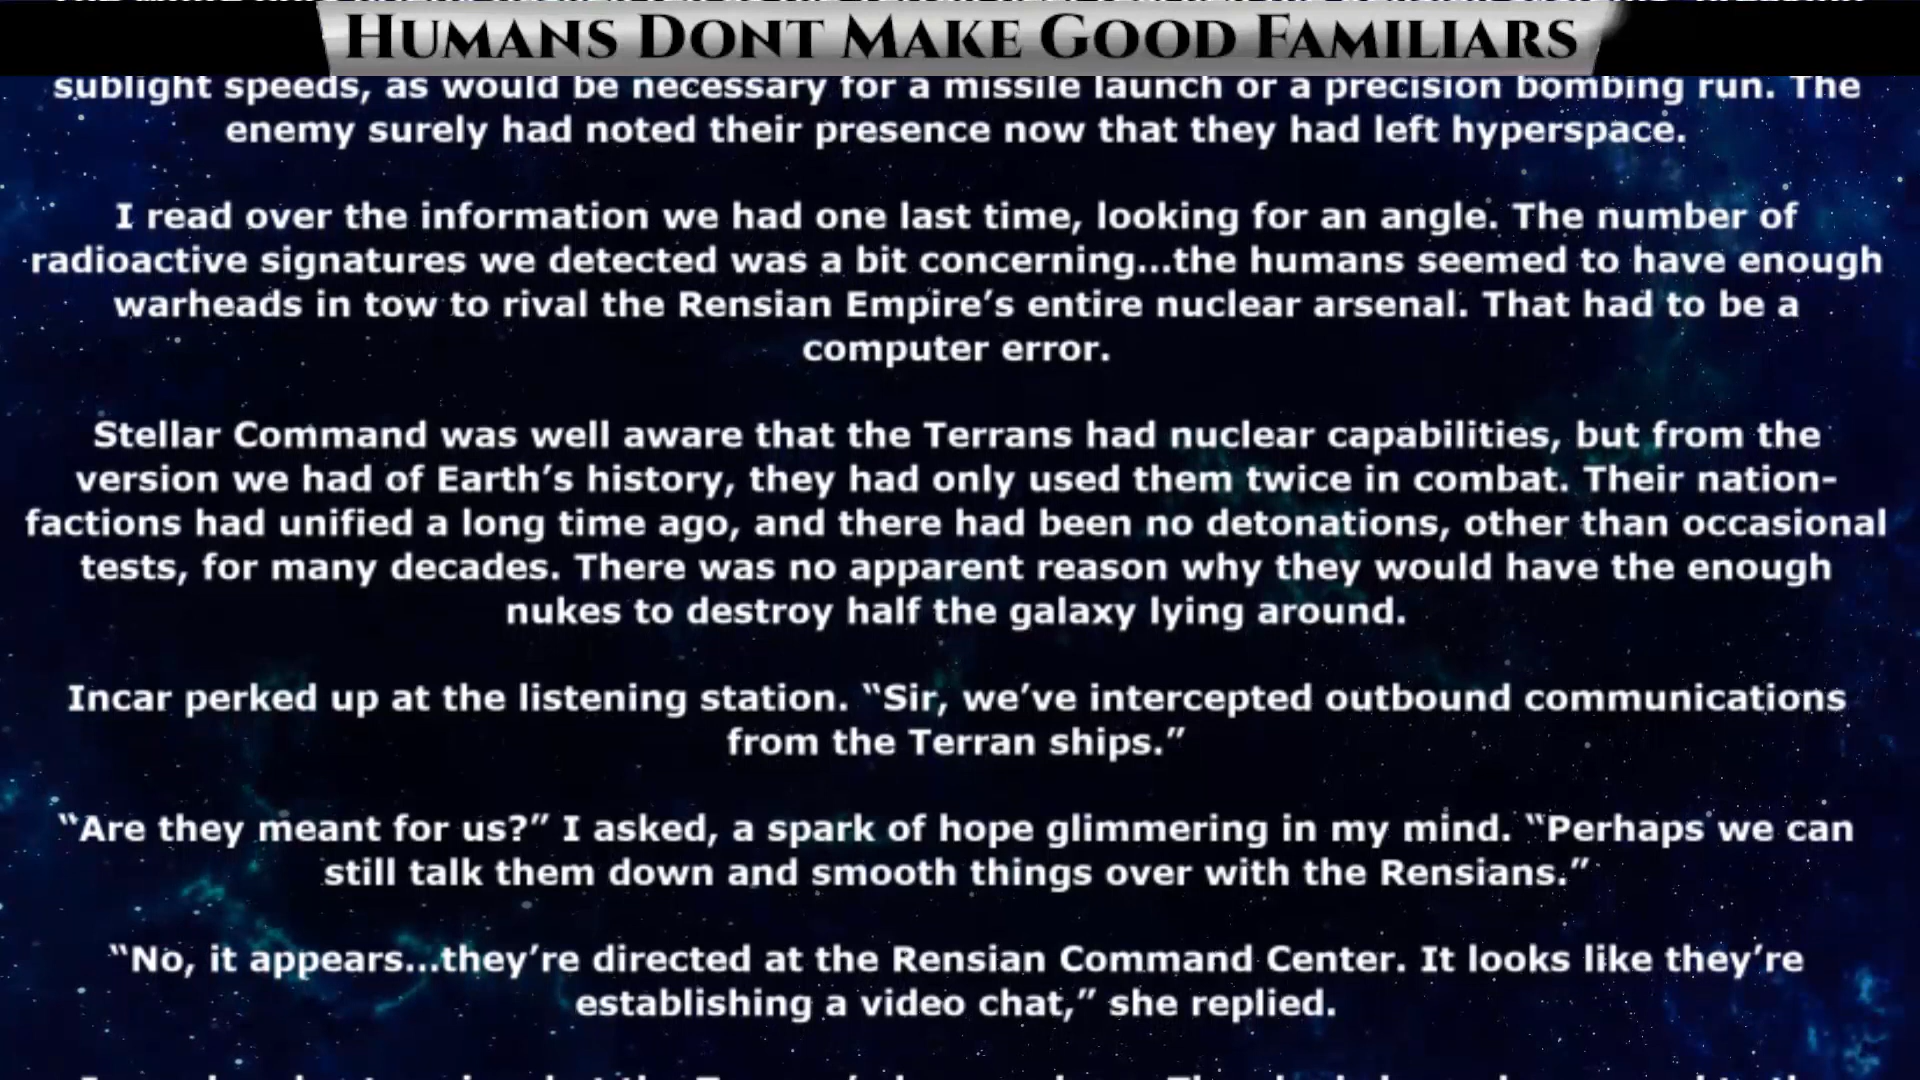 HUMANS DONT MAKE GOOD FAMILIARS
sublight speeds, as would be necessary for a missile launch or a precision bombing run. The
enemy surely had noted their presence now that they had left hyperspace.
I read over the information we had one last time, looking for an angle. The number of
radioactive signatures we detected was a bit concerning...the humans seemed to have enough
warheads in tow to rival the Rensian Empire’s entire nuclear arsenal. That had to be a
computer error.
Stellar Command was well aware that the Terrans had nuclear capabilities, but from the
version we had of Earth’s history, they had only used them twice in combat. Their nation-
factions had unified a long time ago, and there had been no detonations, other than occasional
tests, for many decades. There was no apparent reason why they would have the enough
nukes to destroy half the galaxy lying around.
Incar perked up at the listening station. “Sir, we’ve intercepted outbound communications
from the Terran ships.”
“Are they meant for us?” I asked, a spark of hope glimmering in my mind. “Perhaps we can
still talk them down and smooth things over with the Rensians.”
“No, it appears...they’re directed at the Rensian Command Center. It looks like they’re
establishing a video chat,” she replied.